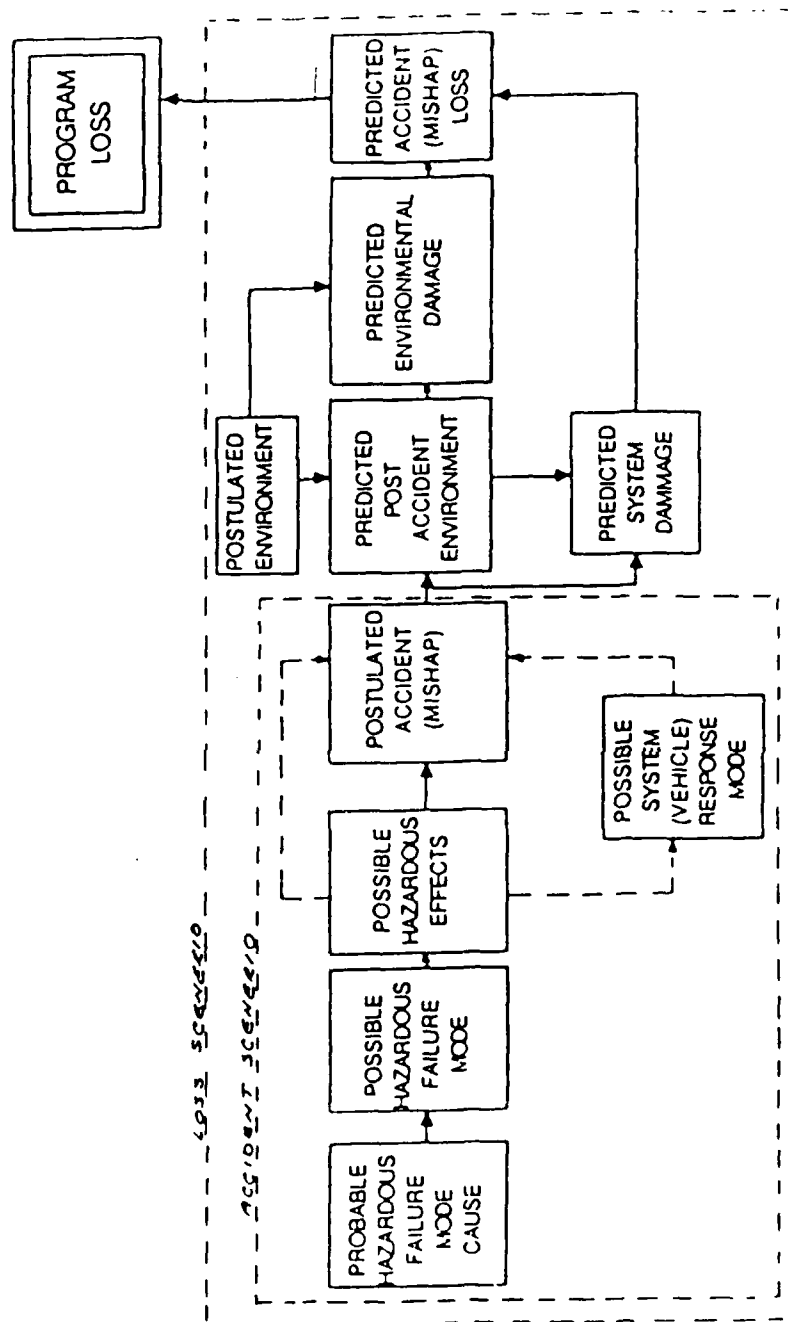 LOSS SCENERIO
ACCIDENT SCENERIO
PROBABLE
HAZARDOUS
FAILURE
MODE
CAUSE
POSSIBLE
HAZARDOUS
FAILURE
MODE
POSSIBLE
HAZARDOUS
EFFECTS
POSTULATED
ACCIDENT
(MISHAP)
POSSIBLE
SYSTEM
(VEHICLE)
RESPONSE
MODE
POSTULATED
ENVIRONMENT
PREDICTED
POST
ACCIDENT
ENVIRONMENT
PREDICTED
ENVIRONMENTAL
DAMAGE
PREDICTED
ACCIDENT
(MISHAP)
LOSS
PREDICTED
SYSTEM
DAMMAGE
PROGRAM
LOSS